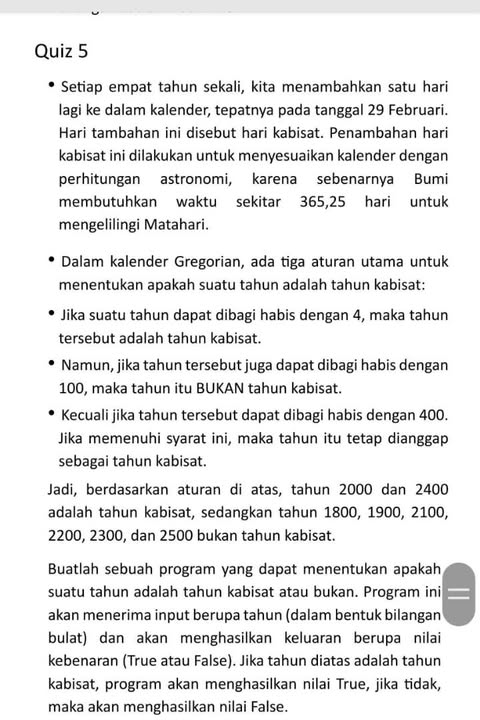 Quiz 5
• Setiap empat tahun sekali, kita menambahkan satu hari
lagi ke dalam kalender, tepatnya pada tanggal 29 Februari.
Hari tambahan ini disebut hari kabisat. Penambahan hari
kabisat ini dilakukan untuk menyesuaikan kalender dengan
perhitungan astronomi, karena sebenarnya Bumi
membutuhkan waktu sekitar 365,25 hari untuk
mengelilingi Matahari.
• Dalam kalender Gregorian, ada tiga aturan utama untuk
menentukan apakah suatu tahun adalah tahun kabisat:
• Jika suatu tahun dapat dibagi habis dengan 4, maka tahun
tersebut adalah tahun kabisat.
• Namun, jika tahun tersebut juga dapat dibagi habis dengan
100, maka tahun itu BUKAN tahun kabisat.
• Kecuali jika tahun tersebut dapat dibagi habis dengan 400.
Jika memenuhi syarat ini, maka tahun itu tetap dianggap
sebagai tahun kabisat.
Jadi, berdasarkan aturan di atas, tahun 2000 dan 2400
adalah tahun kabisat, sedangkan tahun 1800, 1900, 2100,
2200, 2300, dan 2500 bukan tahun kabisat.
Buatlah sebuah program yang dapat menentukan apakah
suatu tahun adalah tahun kabisat atau bukan. Program ini
akan menerima input berupa tahun (dalam bentuk bilangan
bulat) dan akan menghasilkan keluaran berupa nilai
kebenaran (True atau False). Jika tahun diatas adalah tahun
kabisat, program akan menghasilkan nilai True, jika tidak,
maka akan menghasilkan nilai False.